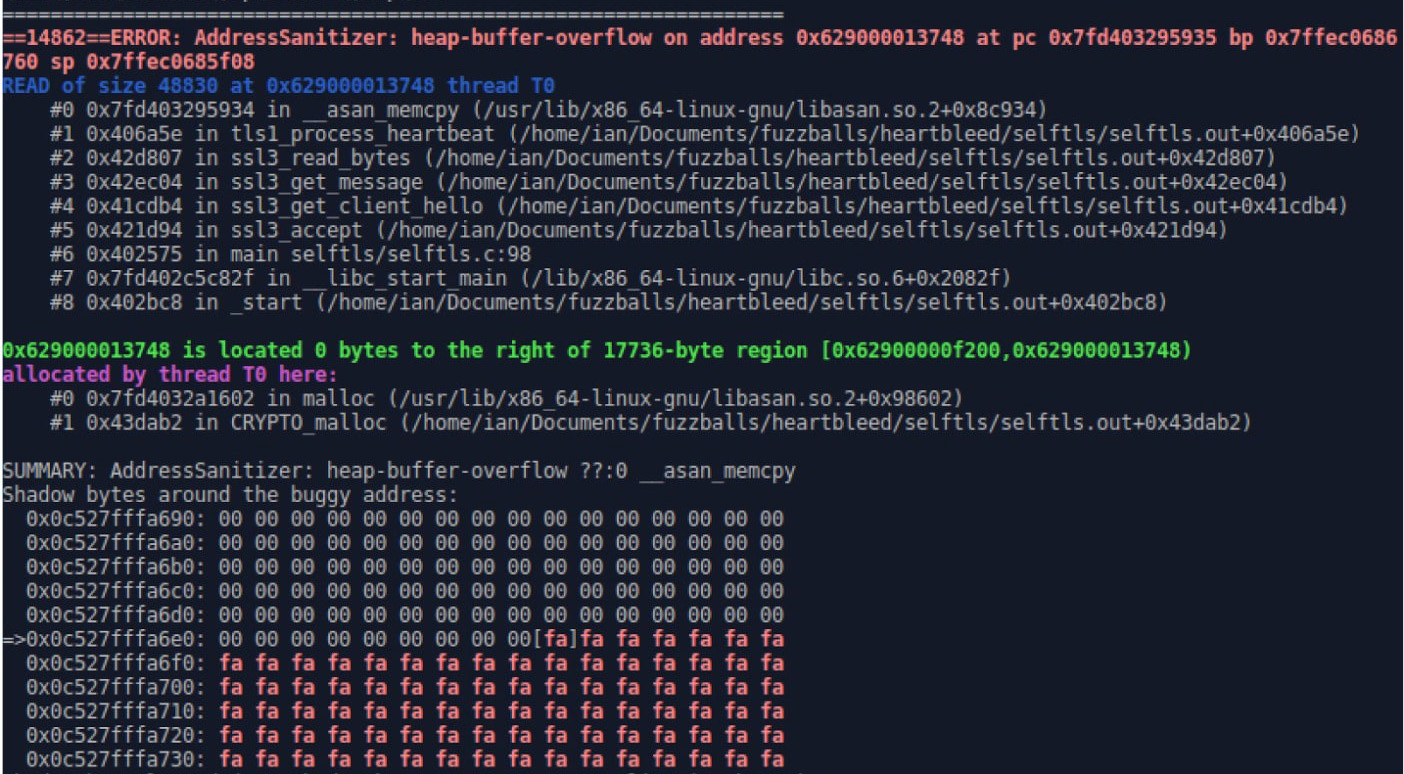 =================================================================
==14862==ERROR: AddressSanitizer: heap-buffer-overflow on address 0x629000013748 at pc 0x7fd403295935 bp 0x7ffec0686
760 sp 0x7ffec0685f08
READ of size 48830 at 0x629000013748 thread T0
    #0 0x7fd403295934 in __asan_memcpy (/usr/lib/x86_64-linux-gnu/libasan.so.2+0x8c934)
    #1 0x406a5e in tls1_process_heartbeat (/home/ian/Documents/fuzzballs/heartbleed/selftls/selftls.out+0x406a5e)
    #2 0x42d807 in ssl3_read_bytes (/home/ian/Documents/fuzzballs/heartbleed/selftls/selftls.out+0x42d807)
    #3 0x42ec04 in ssl3_get_message (/home/ian/Documents/fuzzballs/heartbleed/selftls/selftls.out+0x42ec04)
    #4 0x41cdb4 in ssl3_get_client_hello (/home/ian/Documents/fuzzballs/heartbleed/selftls/selftls.out+0x41cdb4)
    #5 0x421d94 in ssl3_accept (/home/ian/Documents/fuzzballs/heartbleed/selftls/selftls.out+0x421d94)
    #6 0x402575 in main selftls/selftls.c:98
    #7 0x7fd402c5c82f in __libc_start_main (/lib/x86_64-linux-gnu/libc.so.6+0x2082f)
    #8 0x402bc8 in _start (/home/ian/Documents/fuzzballs/heartbleed/selftls/selftls.out+0x402bc8)

0x629000013748 is located 0 bytes to the right of 17736-byte region [0x62900000f200,0x629000013748)
allocated by thread T0 here:
    #0 0x7fd4032a1602 in malloc (/usr/lib/x86_64-linux-gnu/libasan.so.2+0x98602)
    #1 0x43dab2 in CRYPTO_malloc (/home/ian/Documents/fuzzballs/heartbleed/selftls/selftls.out+0x43dab2)

SUMMARY: AddressSanitizer: heap-buffer-overflow ??:0 __asan_memcpy
Shadow bytes around the buggy address:
  0x0c527fffa690: 00 00 00 00 00 00 00 00 00 00 00 00 00 00 00 00
  0x0c527fffa6a0: 00 00 00 00 00 00 00 00 00 00 00 00 00 00 00 00
  0x0c527fffa6b0: 00 00 00 00 00 00 00 00 00 00 00 00 00 00 00 00
  0x0c527fffa6c0: 00 00 00 00 00 00 00 00 00 00 00 00 00 00 00 00
  0x0c527fffa6d0: 00 00 00 00 00 00 00 00 00 00 00 00 00 00 00 00
=>0x0c527fffa6e0: 00 00 00 00 00 00 00 00 00[fa]fa fa fa fa fa fa
  0x0c527fffa6f0: fa fa fa fa fa fa fa fa fa fa fa fa fa fa fa fa
  0x0c527fffa700: fa fa fa fa fa fa fa fa fa fa fa fa fa fa fa fa
  0x0c527fffa710: fa fa fa fa fa fa fa fa fa fa fa fa fa fa fa fa
  0x0c527fffa720: fa fa fa fa fa fa fa fa fa fa fa fa fa fa fa fa
  0x0c527fffa730: fa fa fa fa fa fa fa fa fa fa fa fa fa fa fa fa